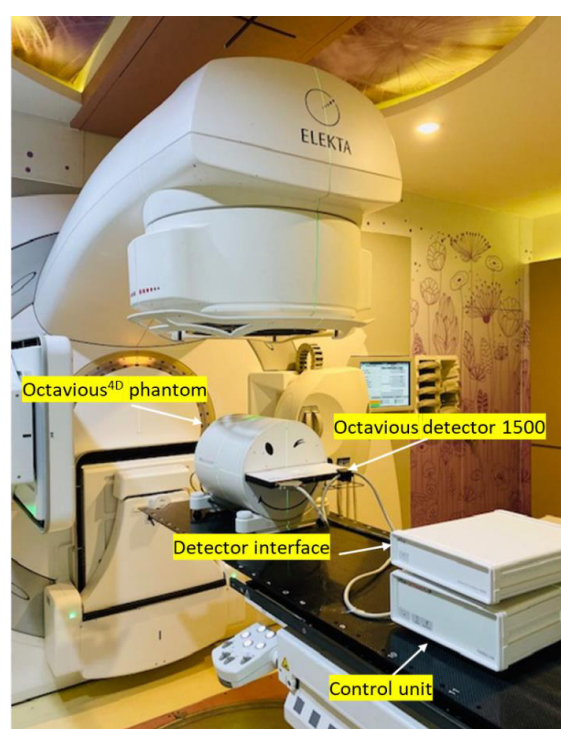 ELEKTA
Octavious4D phantom
Octavious detector 1500
Detector interface
Control unit